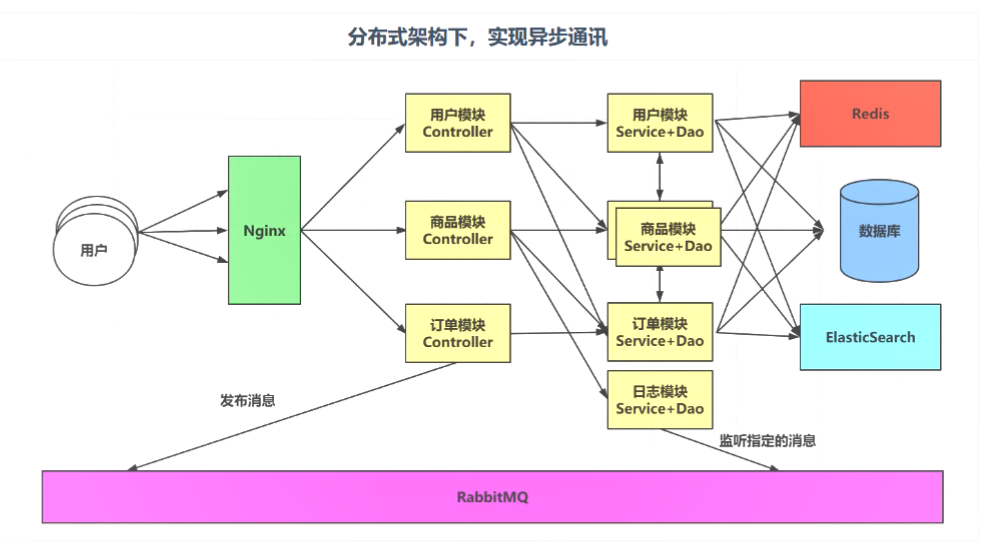 分布式架构下，实现异步通讯
用户
Nginx
用户模块
Controller
商品模块
Controller
订单模块
Controller
用户模块
Service+Dao
商品模块
Service+Dao
订单模块
Service+Dao
日志模块
Service+Dao
Redis
数据库
ElasticSearch
发布消息
监听指定的消息
RabbitMQ